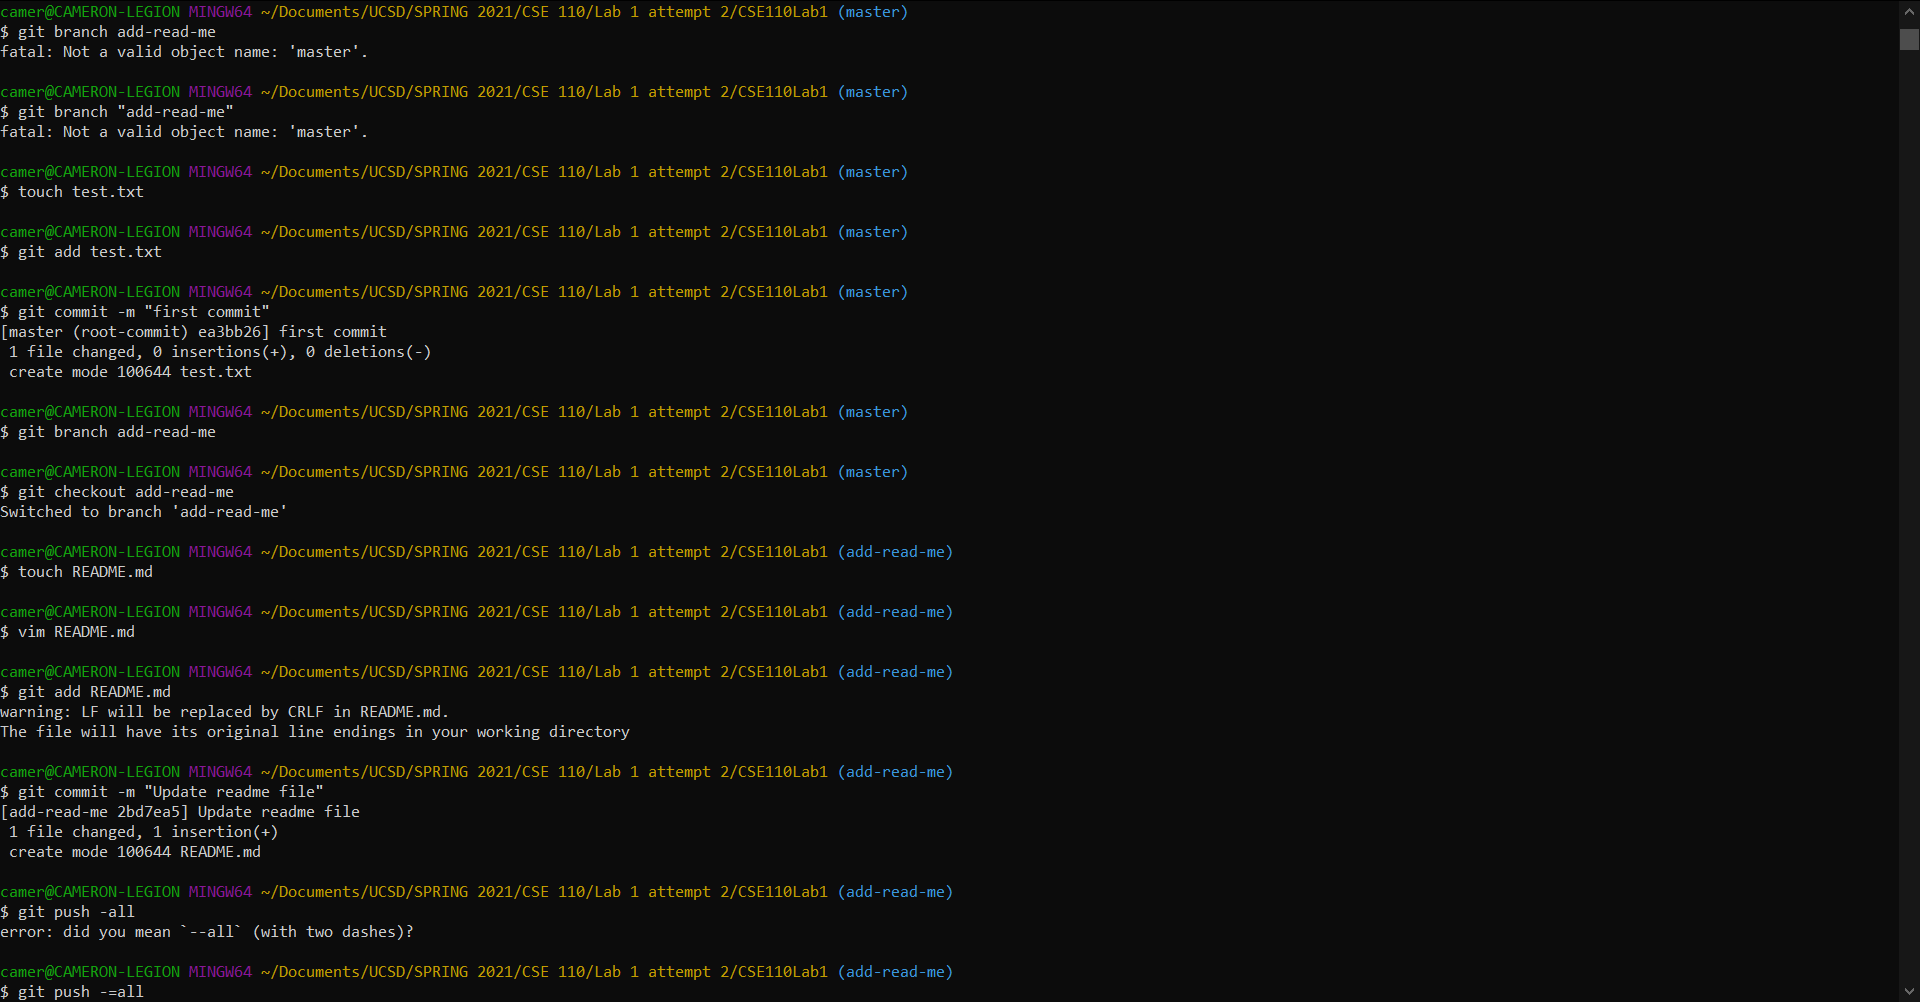 camer@CAMERON-LEGION MINGW64 ~/Documents/UCSD/SPRING 2021/CSE 110/Lab 1 attempt 2/CSE110Lab1 (master)
$ git branch add-read-me
fatal: Not a valid object name: 'master'.
camer@CAMERON-LEGION MINGW64 ~/Documents/UCSD/SPRING 2021/CSE 110/Lab 1 attempt 2/CSE110Lab1 (master)
$ git branch "add-read-me"
fatal: Not a valid object name: 'master'.
camer@CAMERON-LEGION MINGW64 ~/Documents/UCSD/SPRING 2021/CSE 110/Lab 1 attempt 2/CSE110Lab1 (master)
$ touch test.txt
camer@CAMERON-LEGION MINGW64 ~/Documents/UCSD/SPRING 2021/CSE 110/Lab 1 attempt 2/CSE110Lab1 (master)
$ git add test.txt
camer@CAMERON-LEGION MINGW64 ~/Documents/UCSD/SPRING 2021/CSE 110/Lab 1 attempt 2/CSE110Lab1 (master)
$ git commit -m "first commit"
[master (root-commit) ea3bb26] first commit
 1 file changed, 0 insertions(+), 0 deletions(-)
 create mode 100644 test.txt
camer@CAMERON-LEGION MINGW64 ~/Documents/UCSD/SPRING 2021/CSE 110/Lab 1 attempt 2/CSE110Lab1 (master)
$ git branch add-read-me
camer@CAMERON-LEGION MINGW64 ~/Documents/UCSD/SPRING 2021/CSE 110/Lab 1 attempt 2/CSE110Lab1 (master)
$ git checkout add-read-me
Switched to branch 'add-read-me'
camer@CAMERON-LEGION MINGW64 ~/Documents/UCSD/SPRING 2021/CSE 110/Lab 1 attempt 2/CSE110Lab1 (add-read-me)
$ touch README.md
camer@CAMERON-LEGION MINGW64 ~/Documents/UCSD/SPRING 2021/CSE 110/Lab 1 attempt 2/CSE110Lab1 (add-read-me)
$ vim README.md
camer@CAMERON-LEGION MINGW64 ~/Documents/UCSD/SPRING 2021/CSE 110/Lab 1 attempt 2/CSE110Lab1 (add-read-me)
$ git add README.md
warning: LF will be replaced by CRLF in README.md.
The file will have its original line endings in your working directory
camer@CAMERON-LEGION MINGW64 ~/Documents/UCSD/SPRING 2021/CSE 110/Lab 1 attempt 2/CSE110Lab1 (add-read-me)
$ git commit -m "Update readme file"
[add-read-me 2bd7ea5] Update readme file
 1 file changed, 1 insertion(+)
 create mode 100644 README.md
camer@CAMERON-LEGION MINGW64 ~/Documents/UCSD/SPRING 2021/CSE 110/Lab 1 attempt 2/CSE110Lab1 (add-read-me)
$ git push -all
error: did you mean `--all` (with two dashes)?
camer@CAMERON-LEGION MINGW64 ~/Documents/UCSD/SPRING 2021/CSE 110/Lab 1 attempt 2/CSE110Lab1 (add-read-me)
$ git push -=all